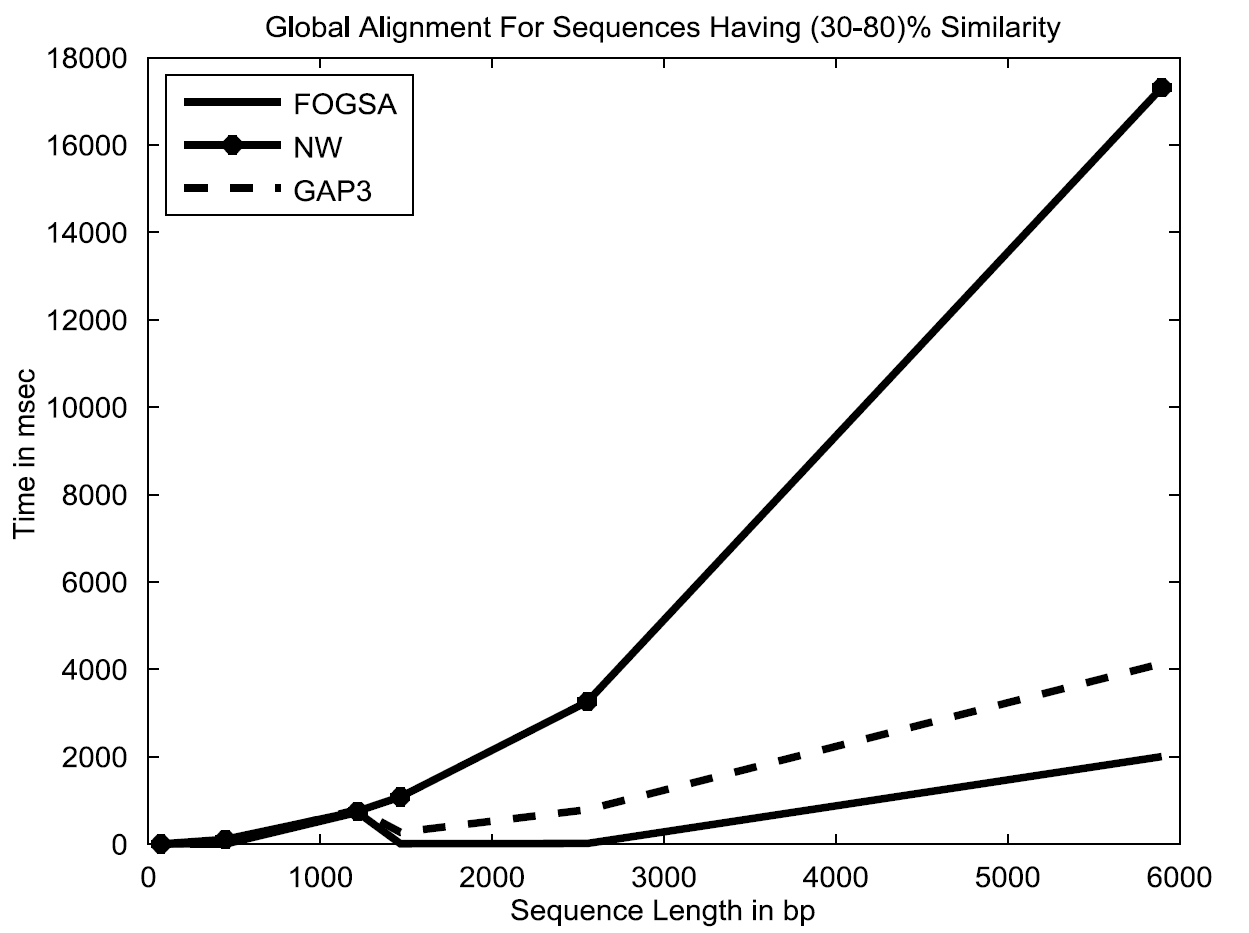 Global Alignment For Sequences Having (30-80)% Similarity
18000
16000
14000
12000
10000
8000
6000
4000
2000
0
Time in msec
FOGSA
NW
GAP3
0 1000 2000 3000 4000 5000 6000
Sequence Length in bp